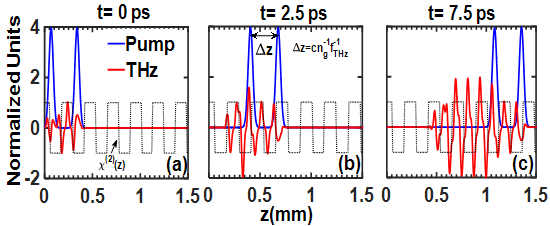 t= 0 ps
t= 2.5 ps
t= 7.5 ps
Normalized Units
4
2
0
-2
Pump
THz
χ(2)(z)
(a)
Δz
Δz=cng-1fTHz-1
(b)
(c)
0 0.5 1 1.5
0 0.5 1 1.5
0 0.5 1 1.5
z(mm)